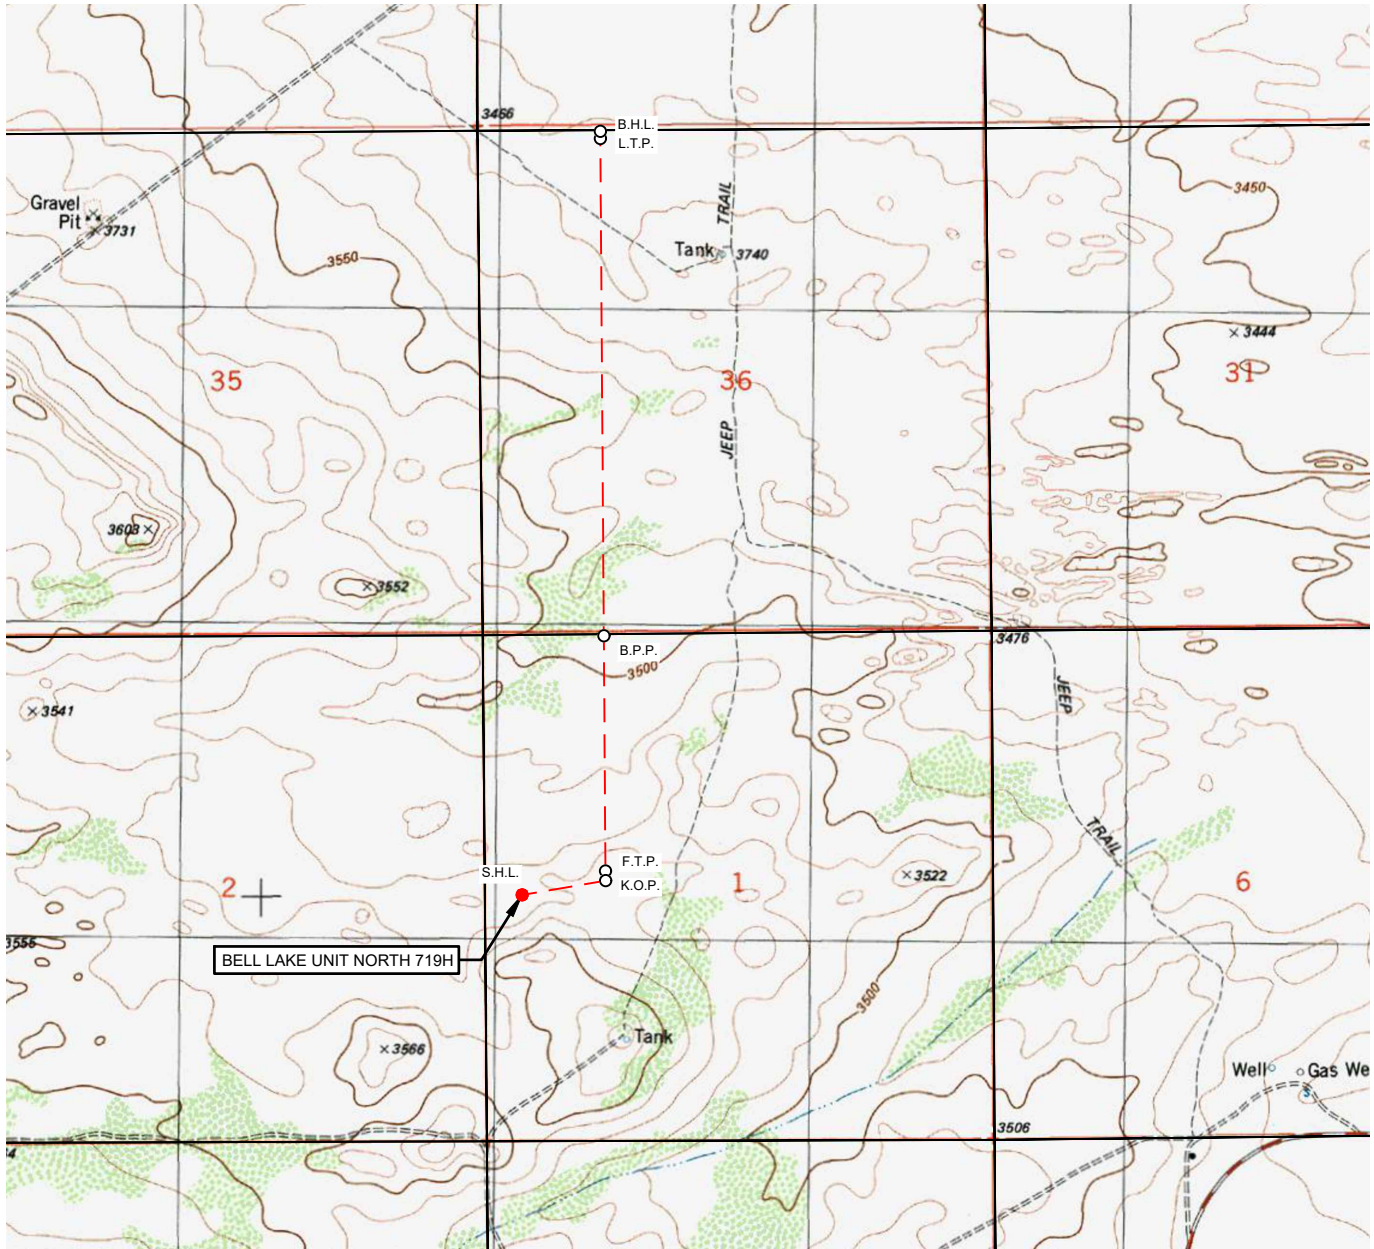 3466
B.H.L.
L.T.P.
Gravel
Pit
3731
TRAIL
3450
3550
Tank
3740
3444
35
36
31
JEEP
3603
3552
3476
B.P.P.
3500
JEEP
3541
TRAIL
F.T.P.
S.H.L.
K.O.P.
3522
2
1
6
3555
BELL LAKE UNIT NORTH 719H
3500
Tank
3566
Well
Gas We
3506